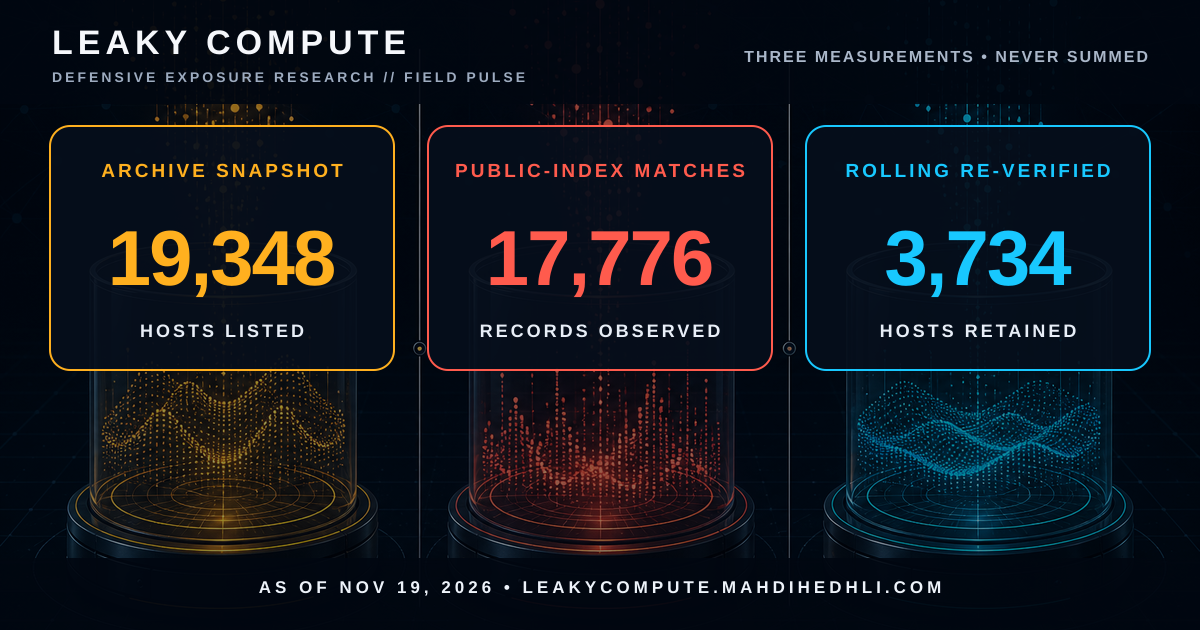 LEAKY COMPUTE
DEFENSIVE EXPOSURE RESEARCH // FIELD PULSE
THREE MEASUREMENTS • NEVER SUMMED
ARCHIVE SNAPSHOT
19,348
HOSTS LISTED
PUBLIC-INDEX MATCHES
17,776
RECORDS OBSERVED
ROLLING RE-VERIFIED
3,734
HOSTS RETAINED
AS OF NOV 19, 2026 • LEAKYCOMPUTE.MAHDIHEDHLI.COM